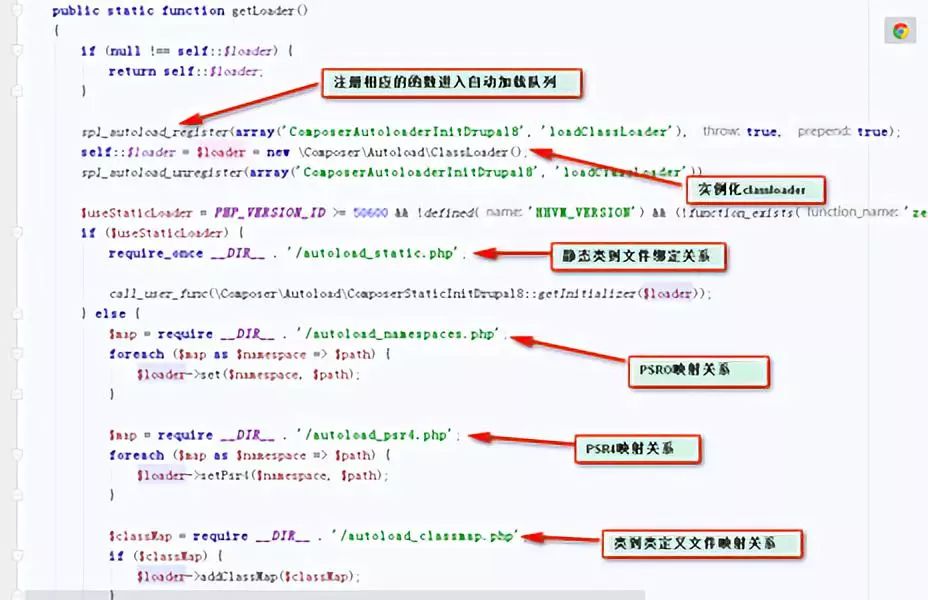 public static function getLoader()
{
if (null !== self::$loader) {
return self::$loader;
}
注册相应的函数进入自动加载队列
spl_autoload_register(array('ComposerAutoloaderInitDrupal8', 'loadClassLoader'), throw: true, prepend: true);
self::$loader = $loader = new \Composer\Autoload\ClassLoader();
spl_autoload_unregister(array('ComposerAutoloaderInitDrupal8', 'loadClassLoader'))
实例化classloader
$useStaticLoader = PHP_VERSION_ID >= 50600 && !defined( name: 'HHVM_VERSION') && (!function_exists( function_name: 'ze
if ($useStaticLoader) {
require_once __DIR__ . '/autoload_static.php';
静态类到文件绑定关系
call_user_func(\Composer\Autoload\ComposerStaticInitDrupal8::getInitializer($loader));
} else {
$map = require __DIR__ . '/autoload_namespaces.php';
foreach ($map as $namespace => $path) {
PSR0映射关系
$loader->set($namespace, $path);
}
$map = require __DIR__ . '/autoload_psr4.php';
foreach ($map as $namespace => $path) {
PSR4映射关系
$loader->setPsr4($namespace, $path);
}
$classMap = require __DIR__ . '/autoload_classmap.php'
类到类定义文件映射关系
if ($classMap) {
$loader->addClassMap($classMap);
}